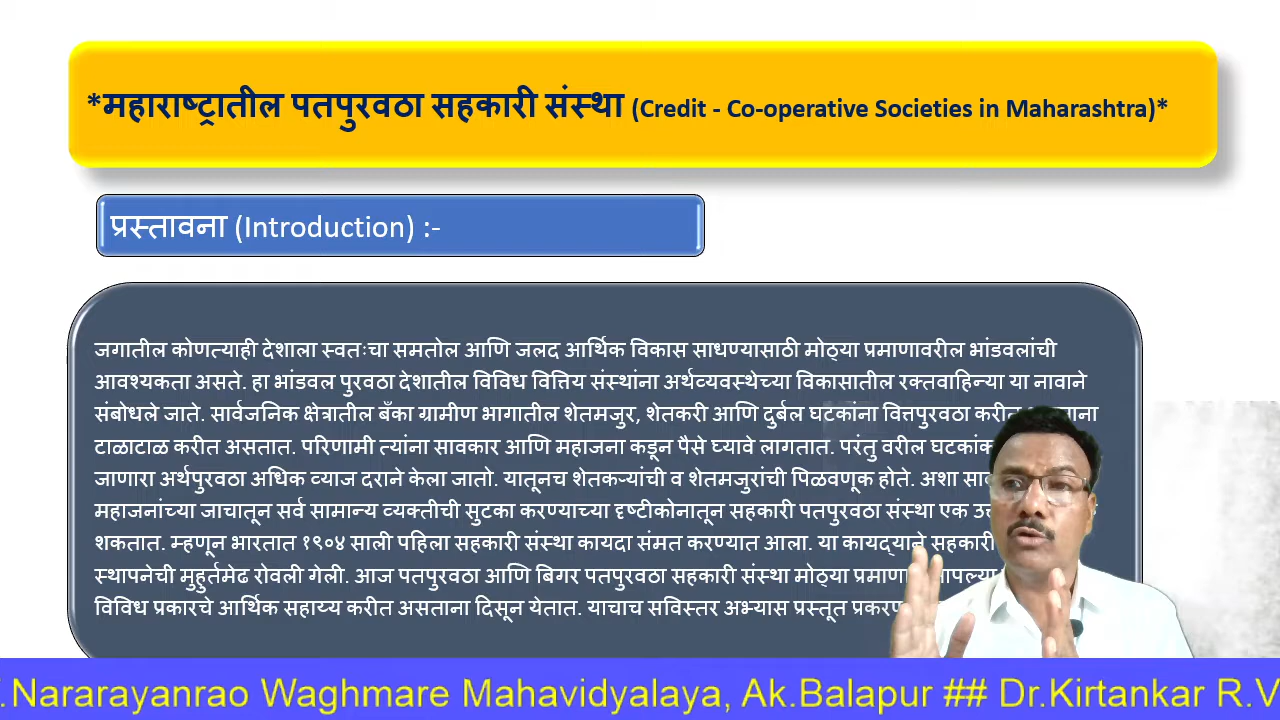 *महाराष्ट्रातील पतपुरवठा सहकारी संस्था (Credit - Co-operative Societies in Maharashtra)*
प्रस्तावना (Introduction) :-
जगातील कोणत्याही देशाला स्वतःचा समतोल आणि जलद आर्थिक विकास साधण्यासाठी मोठ्या प्रमाणावरील भांडवलांची
आवश्यकता असते. हा भांडवल पुरवठा देशातील विविध वित्तिय संस्थांना अर्थव्यवस्थेच्या विकासातील रक्तवाहिन्या या नावाने
संबोधले जाते. सार्वजनिक क्षेत्रातील बँका ग्रामीण भागातील शेतमजुर, शेतकरी आणि दुर्बल घटकांना वित्तपुरवठा करीत
टाळाटाळ करीत असतात. परिणामी त्यांना सावकार आणि महाजना कडून पैसे घ्यावे लागतात. परंतु वरील
जाणारा अर्थपुरवठा अधिक व्याज दराने केला जातो. यातूनच शेतकऱ्यांची व शेतमजुरांची पिळवणूक होते. अशा
महाजनांच्या जाचातून सर्व सामान्य व्यक्तीची सुटका करण्याच्या दृष्टीकोनातून सहकारी पतपुरवठा संस्था एक
शकतात. म्हणून भारतात १९०४ साली पहिला सहकारी संस्था कायदा संमत करण्यात आला. या कायद्याने सहकारी
स्थापनेची मुहुर्तमेढ रोवली गेली. आज पतपुरवठा आणि बिगर पतपुरवठा सहकारी संस्था मोठ्या
विविध प्रकारचे आर्थिक सहाय्य करीत असताना दिसून येतात. याचाच सविस्तर अभ्यास प्रस्तूत
.Nararayanrao Waghmare Mahavidyalaya, Ak.Balapur ## Dr.Kirtankar R.V